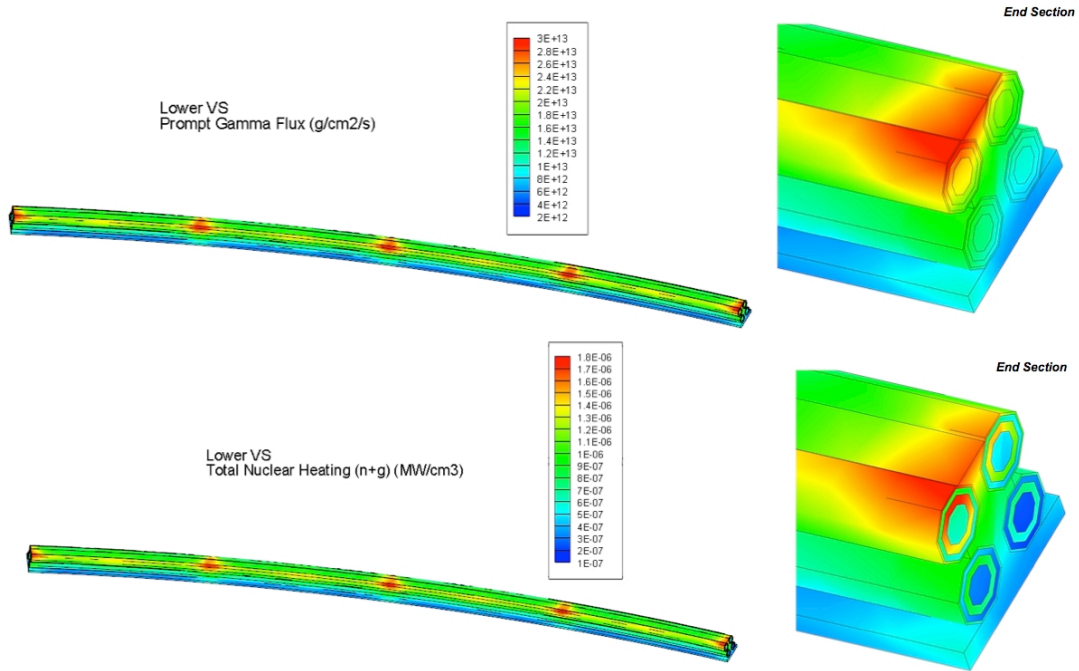 End Section
3E+13
2.8E+13
2.6E+13
2.4E+13
2.2E+13
2E+13
1.8E+13
1.6E+13
1.4E+13
1.2E+13
1E+13
8E+12
6E+12
4E+12
2E+12
Lower VS
Prompt Gamma Flux (g/cm2/s)
End Section
1.8E-06
1.7E-06
1.6E-06
1.5E-06
1.4E-06
1.3E-06
1.2E-06
1.1E-06
1E-06
9E-07
8E-07
7E-07
6E-07
5E-07
4E-07
3E-07
2E-07
1E-07
Lower VS
Total Nuclear Heating (n+g) (MW/cm3)